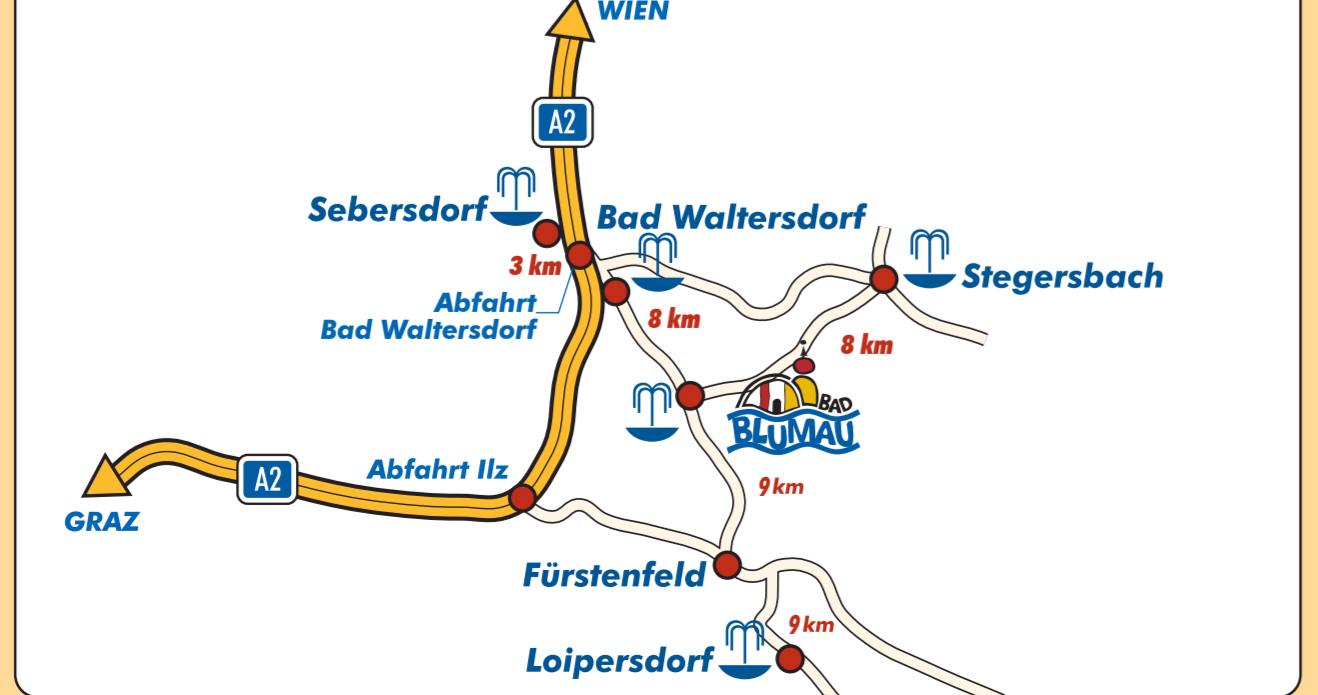 WIEN
A2
Sebersdorf
Bad Waltersdorf
3 km
Stegersbach
Abfahrt
Bad Waltersdorf
8 km
8 km
BAD
BLUMAU
Abfahrt Ilz
A2
9 km
GRAZ
Fürstenfeld
9 km
Loipersdorf